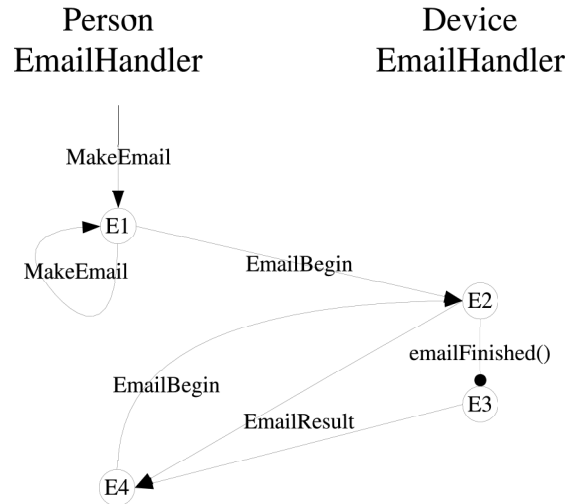 Person
EmailHandler
Device
EmailHandler
MakeEmail
E1
MakeEmail
EmailBegin
E2
emailFinished()
EmailBegin
E3
EmailResult
E4